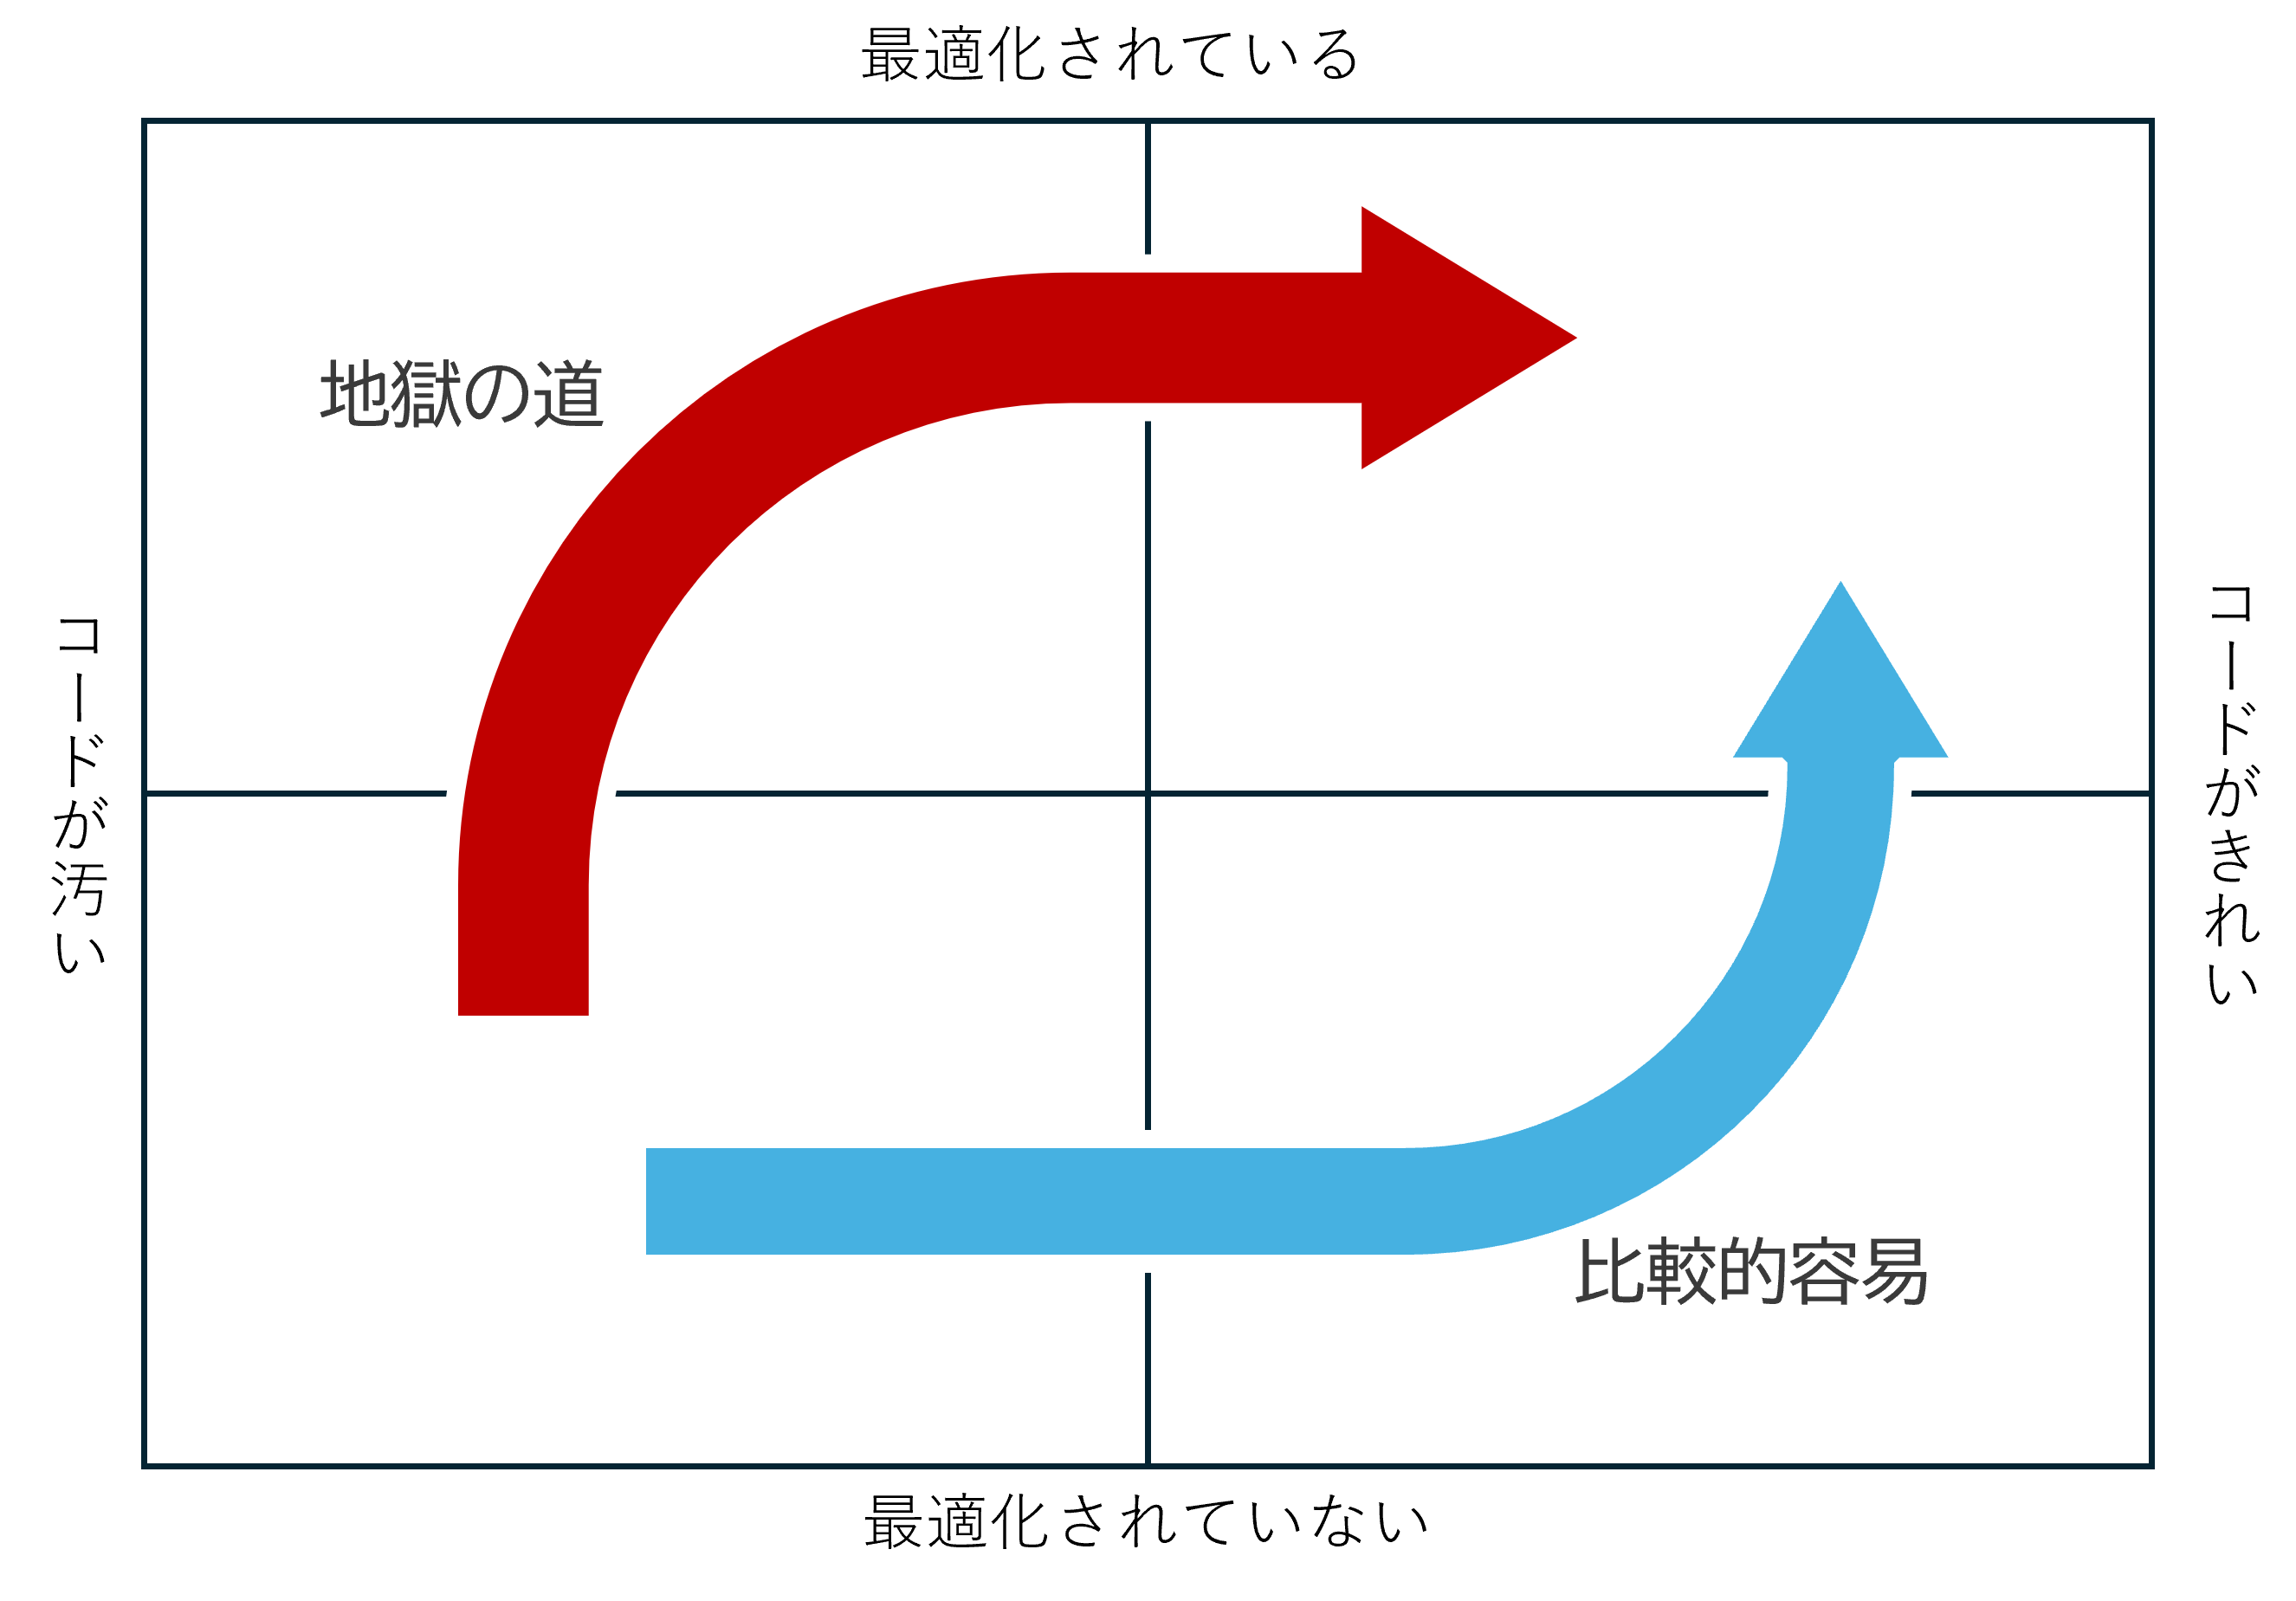 最適化されている
地獄の道
コードが汚い
コードがきれい
比較的容易
最適化されていない